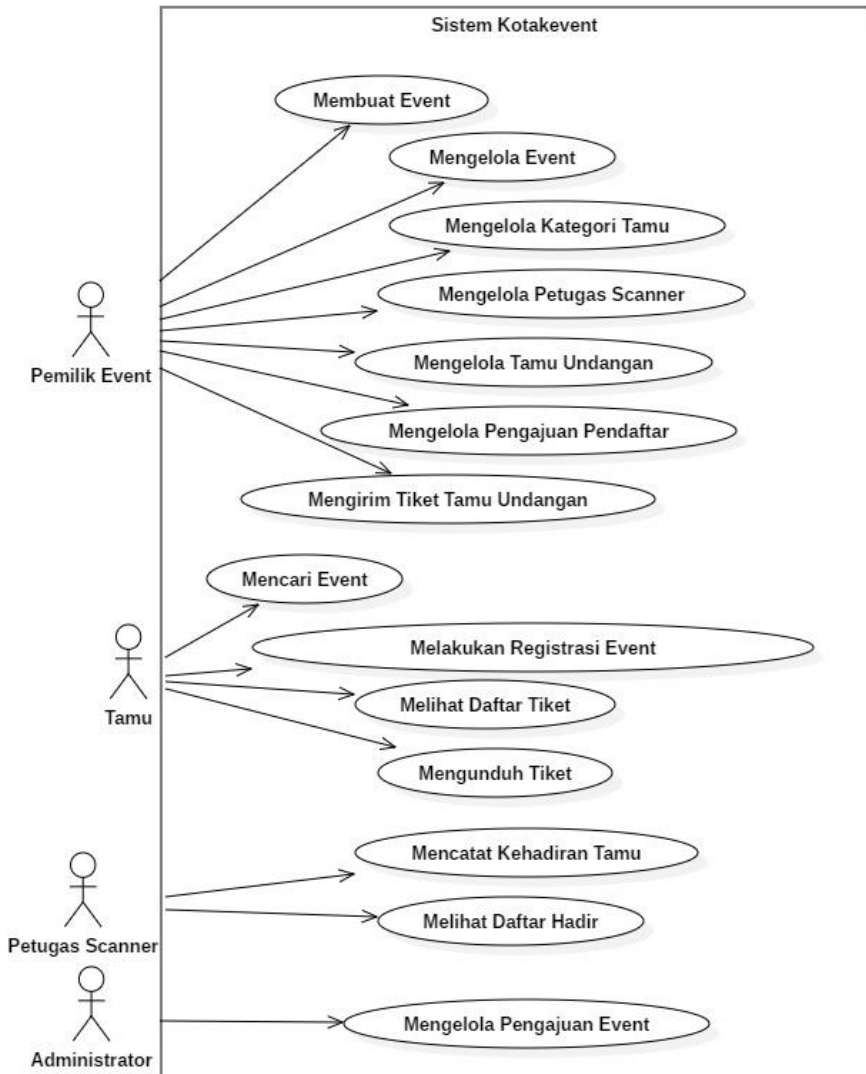 Sistem Kotakevent
Membuat Event
Mengelola Event
Mengelola Kategori Tamu
Mengelola Petugas Scanner
Pemilik Event
Mengelola Tamu Undangan
Mengelola Pengajuan Pendaftar
Mengirim Tiket Tamu Undangan
Mencari Event
Melakukan Registrasi Event
Tamu
Melihat Daftar Tiket
Mengunduh Tiket
Mencatat Kehadiran Tamu
Melihat Daftar Hadir
Petugas Scanner
Mengelola Pengajuan Event
Administrator